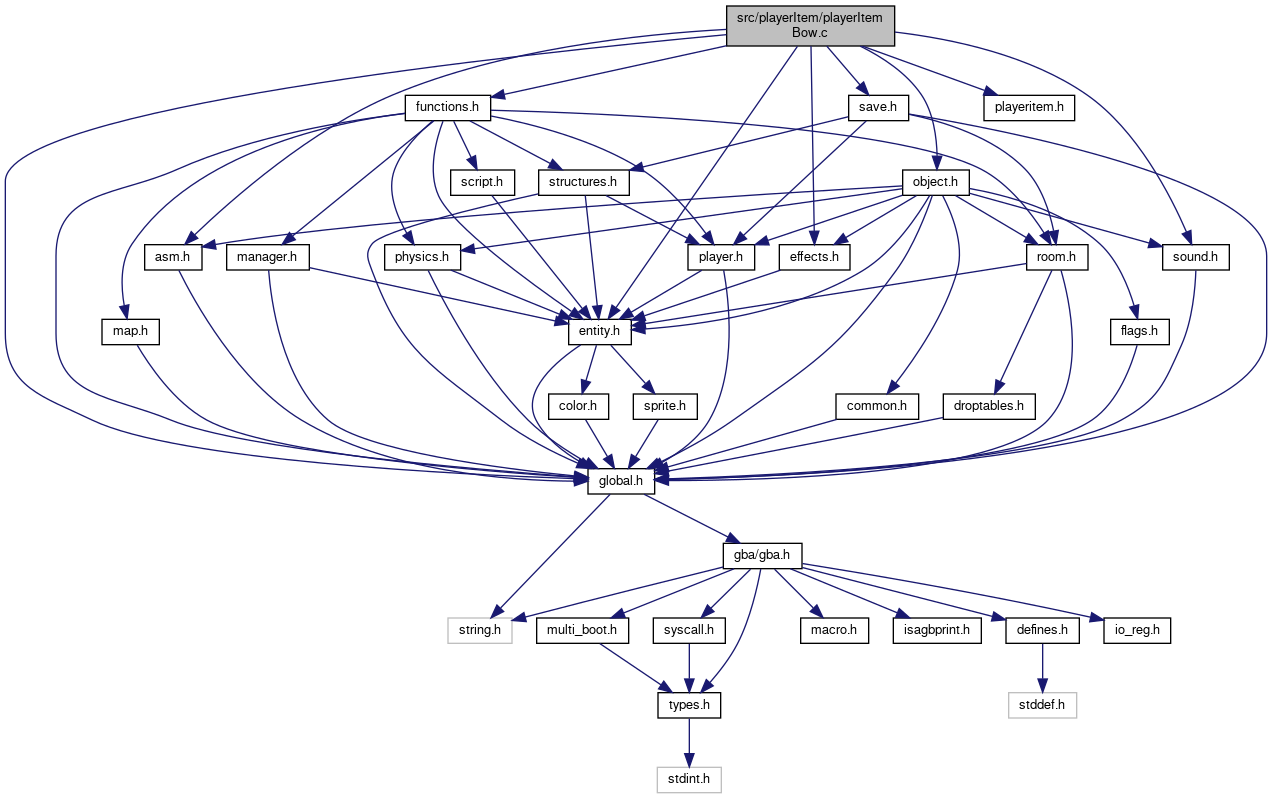 src/playerItem/playerItem
Bow.c
functions.h
save.h
playeritem.h
script.h
structures.h
object.h
asm.h
manager.h
physics.h
player.h
effects.h
room.h
sound.h
map.h
entity.h
flags.h
color.h
sprite.h
common.h
droptables.h
global.h
gba/gba.h
string.h
multi_boot.h
syscall.h
macro.h
isagbprint.h
defines.h
io_reg.h
types.h
stddef.h
stdint.h